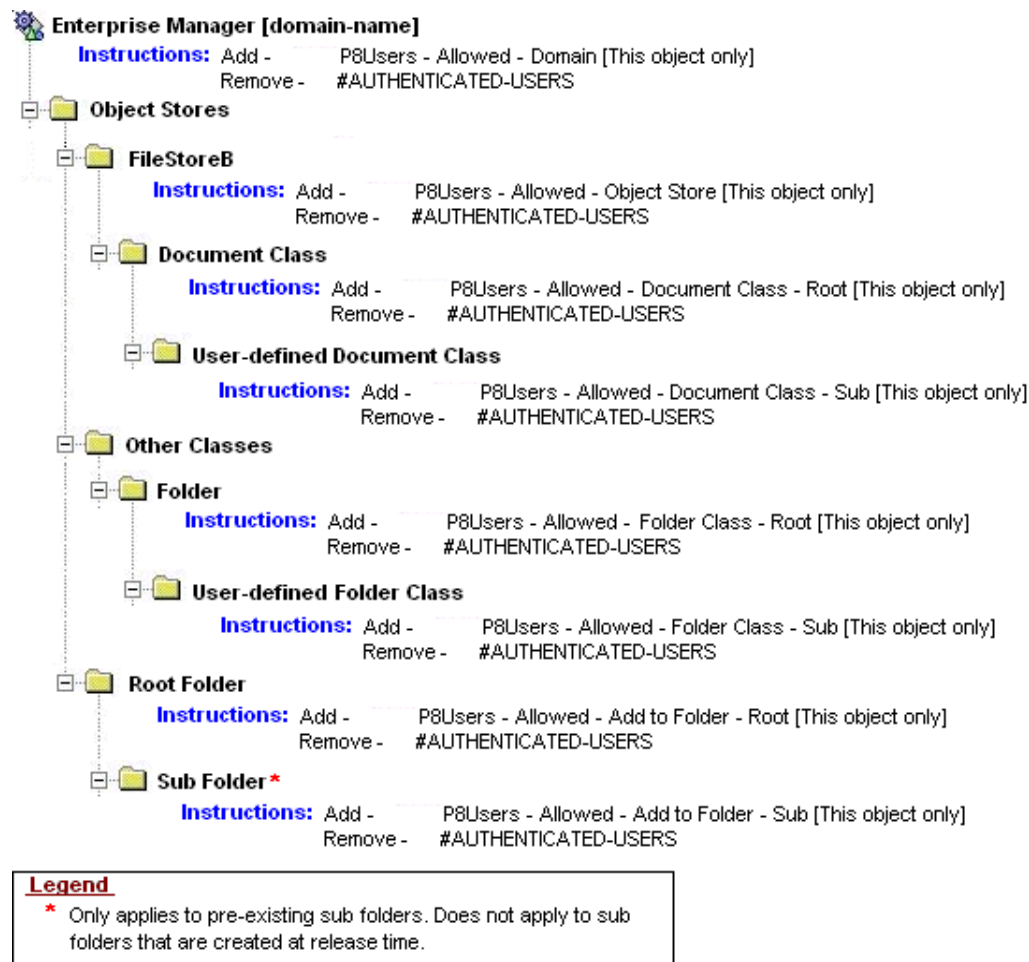 Enterprise Manager [domain-name]
Instructions: Add - P8Users - Allowed - Domain [This object only]
Remove - #AUTHENTICATED-USERS
Object Stores
FileStoreB
Instructions: Add - P8Users - Allowed - Object Store [This object only]
Remove - #AUTHENTICATED-USERS
Document Class
Instructions: Add - P8Users - Allowed - Document Class - Root [This object only]
Remove - #AUTHENTICATED-USERS
User-defined Document Class
Instructions: Add - P8Users - Allowed - Document Class - Sub [This object only]
Remove - #AUTHENTICATED-USERS
Other Classes
Folder
Instructions: Add - P8Users - Allowed - Folder Class - Root [This object only]
Remove - #AUTHENTICATED-USERS
User-defined Folder Class
Instructions: Add - P8Users - Allowed - Folder Class - Sub [This object only]
Remove - #AUTHENTICATED-USERS
Root Folder
Instructions: Add - P8Users - Allowed - Add to Folder - Root [This object only]
Remove - #AUTHENTICATED-USERS
Sub Folder*
Instructions: Add - P8Users - Allowed - Add to Folder - Sub [This object only]
Remove - #AUTHENTICATED-USERS
Legend
* Only applies to pre-existing sub folders. Does not apply to sub
folders that are created at release time.